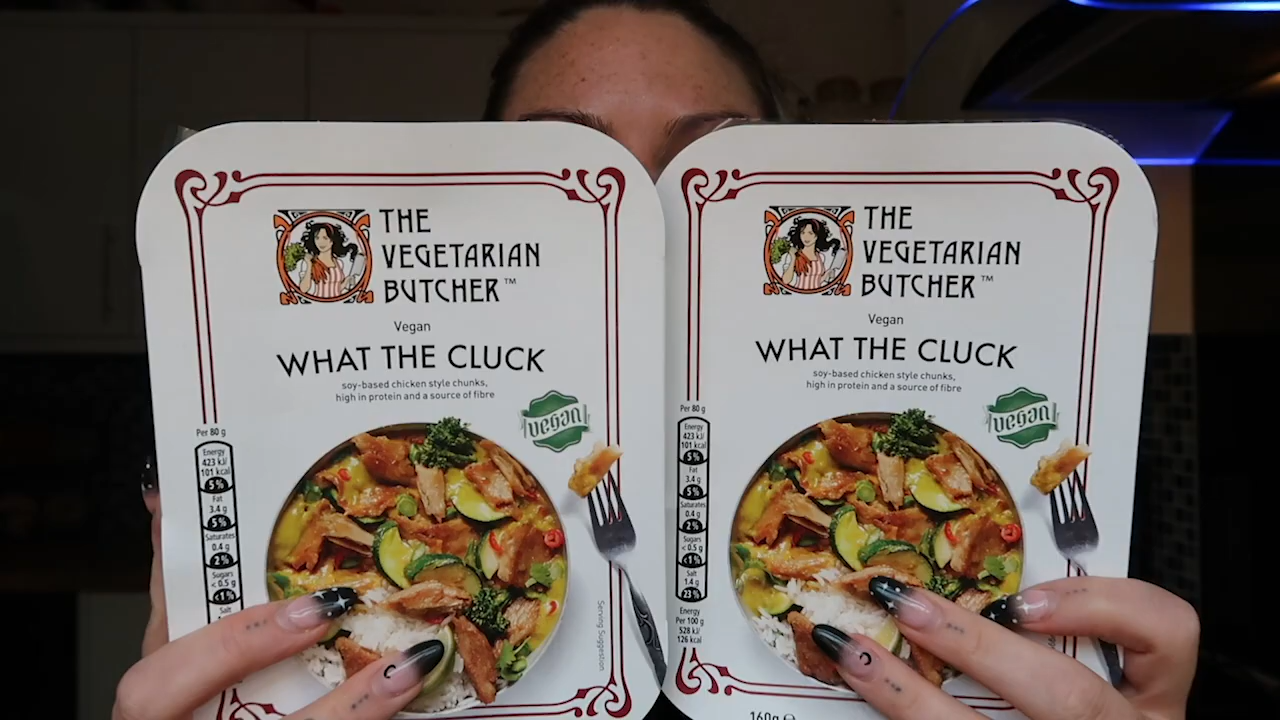 THE
VEGETARIAN
BUTCHER™
Vegan
WHAT THE CLUCK
soy-based chicken style chunks,
high in protein and a source of fibre
vegan
Per 80 g
Energy
423 kJ/
101 kcal
5%
Fat
3.4 g
5%
Saturates
0.4 g
2%
Sugars
<0.5 g
<1%
Salt
Serving Suggestion
THE
VEGETARIAN
BUTCHER™
Vegan
WHAT THE CLUCK
soy-based chicken style chunks,
high in protein and a source of fibre
vegan
Per 80 g
Energy
423 kJ/
101 kcal
5%
Fat
3.4 g
5%
Saturates
0.4 g
2%
Sugars
<0.5 g
<1%
Salt
1.4 g
23%
Energy
Per 100 g
528 kJ/
126 kcal
160g e